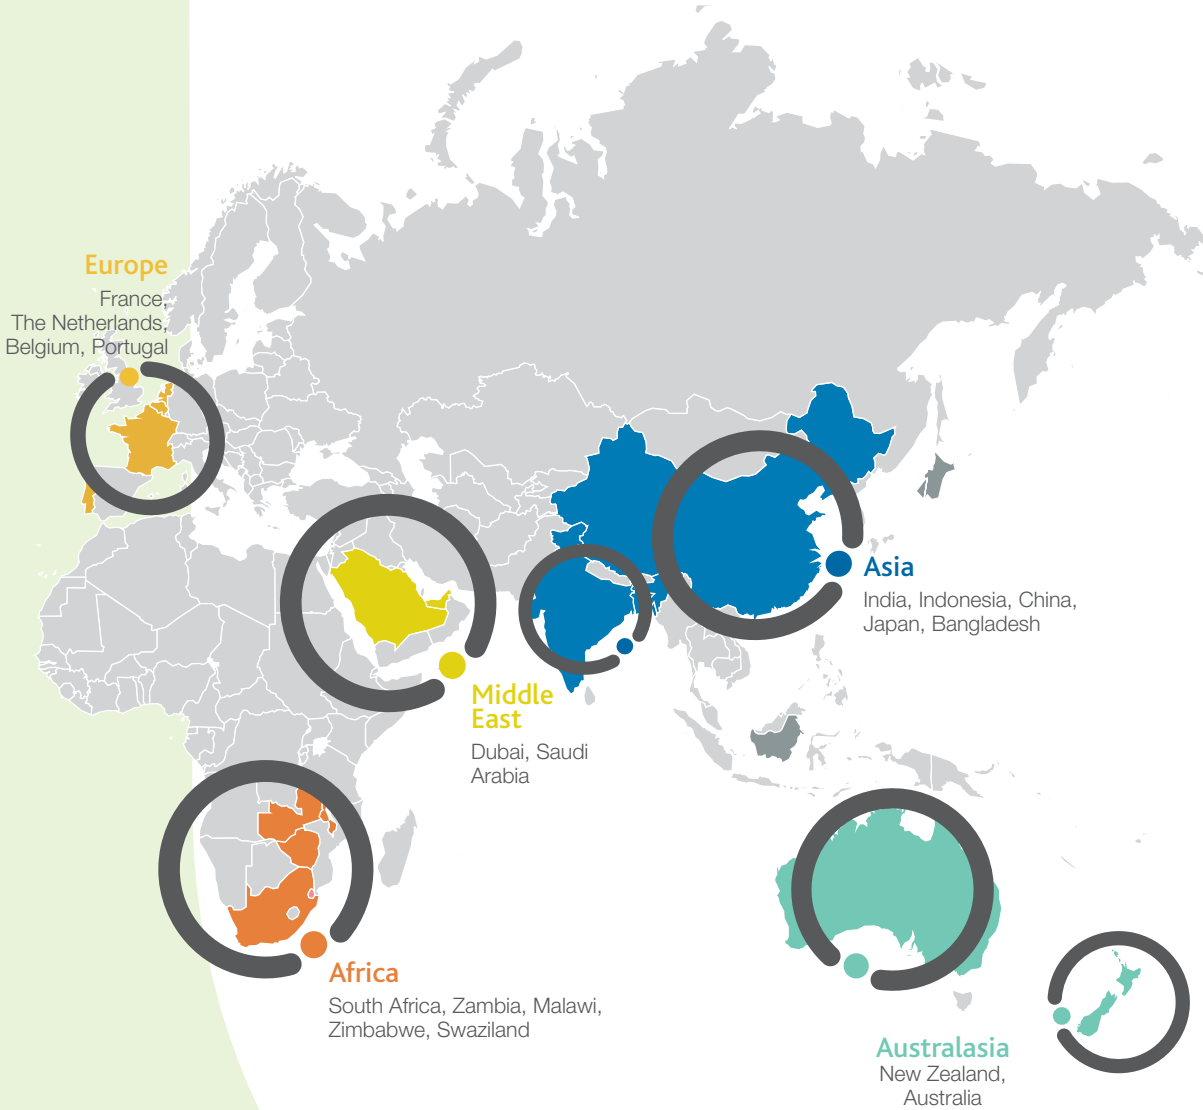 Europe
France,
The Netherlands,
Belgium, Portugal
Asia
India, Indonesia, China,
Japan, Bangladesh
Middle
East
Dubai, Saudi
Arabia
Africa
South Africa, Zambia, Malawi,
Zimbabwe, Swaziland
Australasia
New Zealand,
Australia